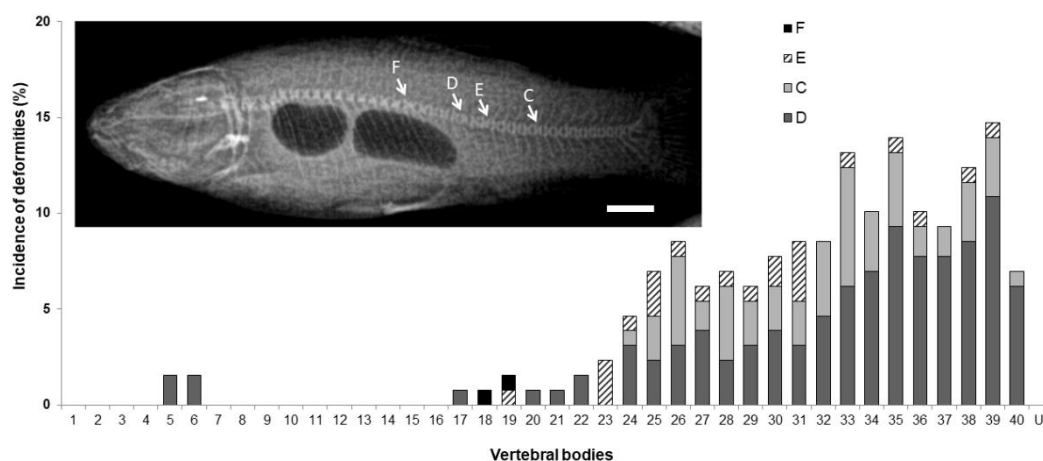 20
15
10
5
0
Incidence of deformities (%)
F
D
E
C
F
E
C
D
1 2 3 4 5 6 7 8 9 10 11 12 13 14 15 16 17 18 19 20 21 22 23 24 25 26 27 28 29 30 31 32 33 34 35 36 37 38 39 40 U
Vertebral bodies